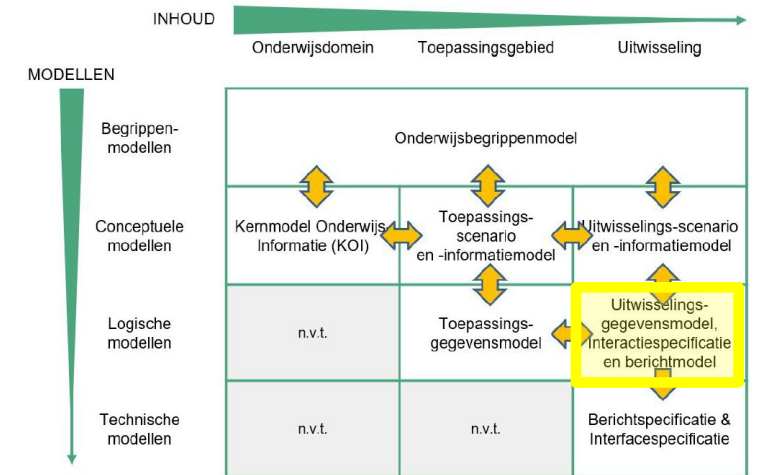 INHOUD
Onderwijsdomein
Toepassingsgebied
Uitwisseling
MODELLEN
Begrippen-
modellen
Onderwijsbegrippenmodel
Conceptuele
modellen
Kernmodel Onderwijs-
Informatie (KOI)
Toepassings-
scenario
en -informatiemodel
Uitwisselings-scenario
en -informatiemodel
Logische
modellen
n.v.t.
Toepassings-
gegevensmodel
Uitwisselings-
gegevensmodel,
Interactiespecificatie
en berichtmodel
Technische
modellen
n.v.t.
n.v.t.
Berichtspecificatie &
Interfacespecificatie